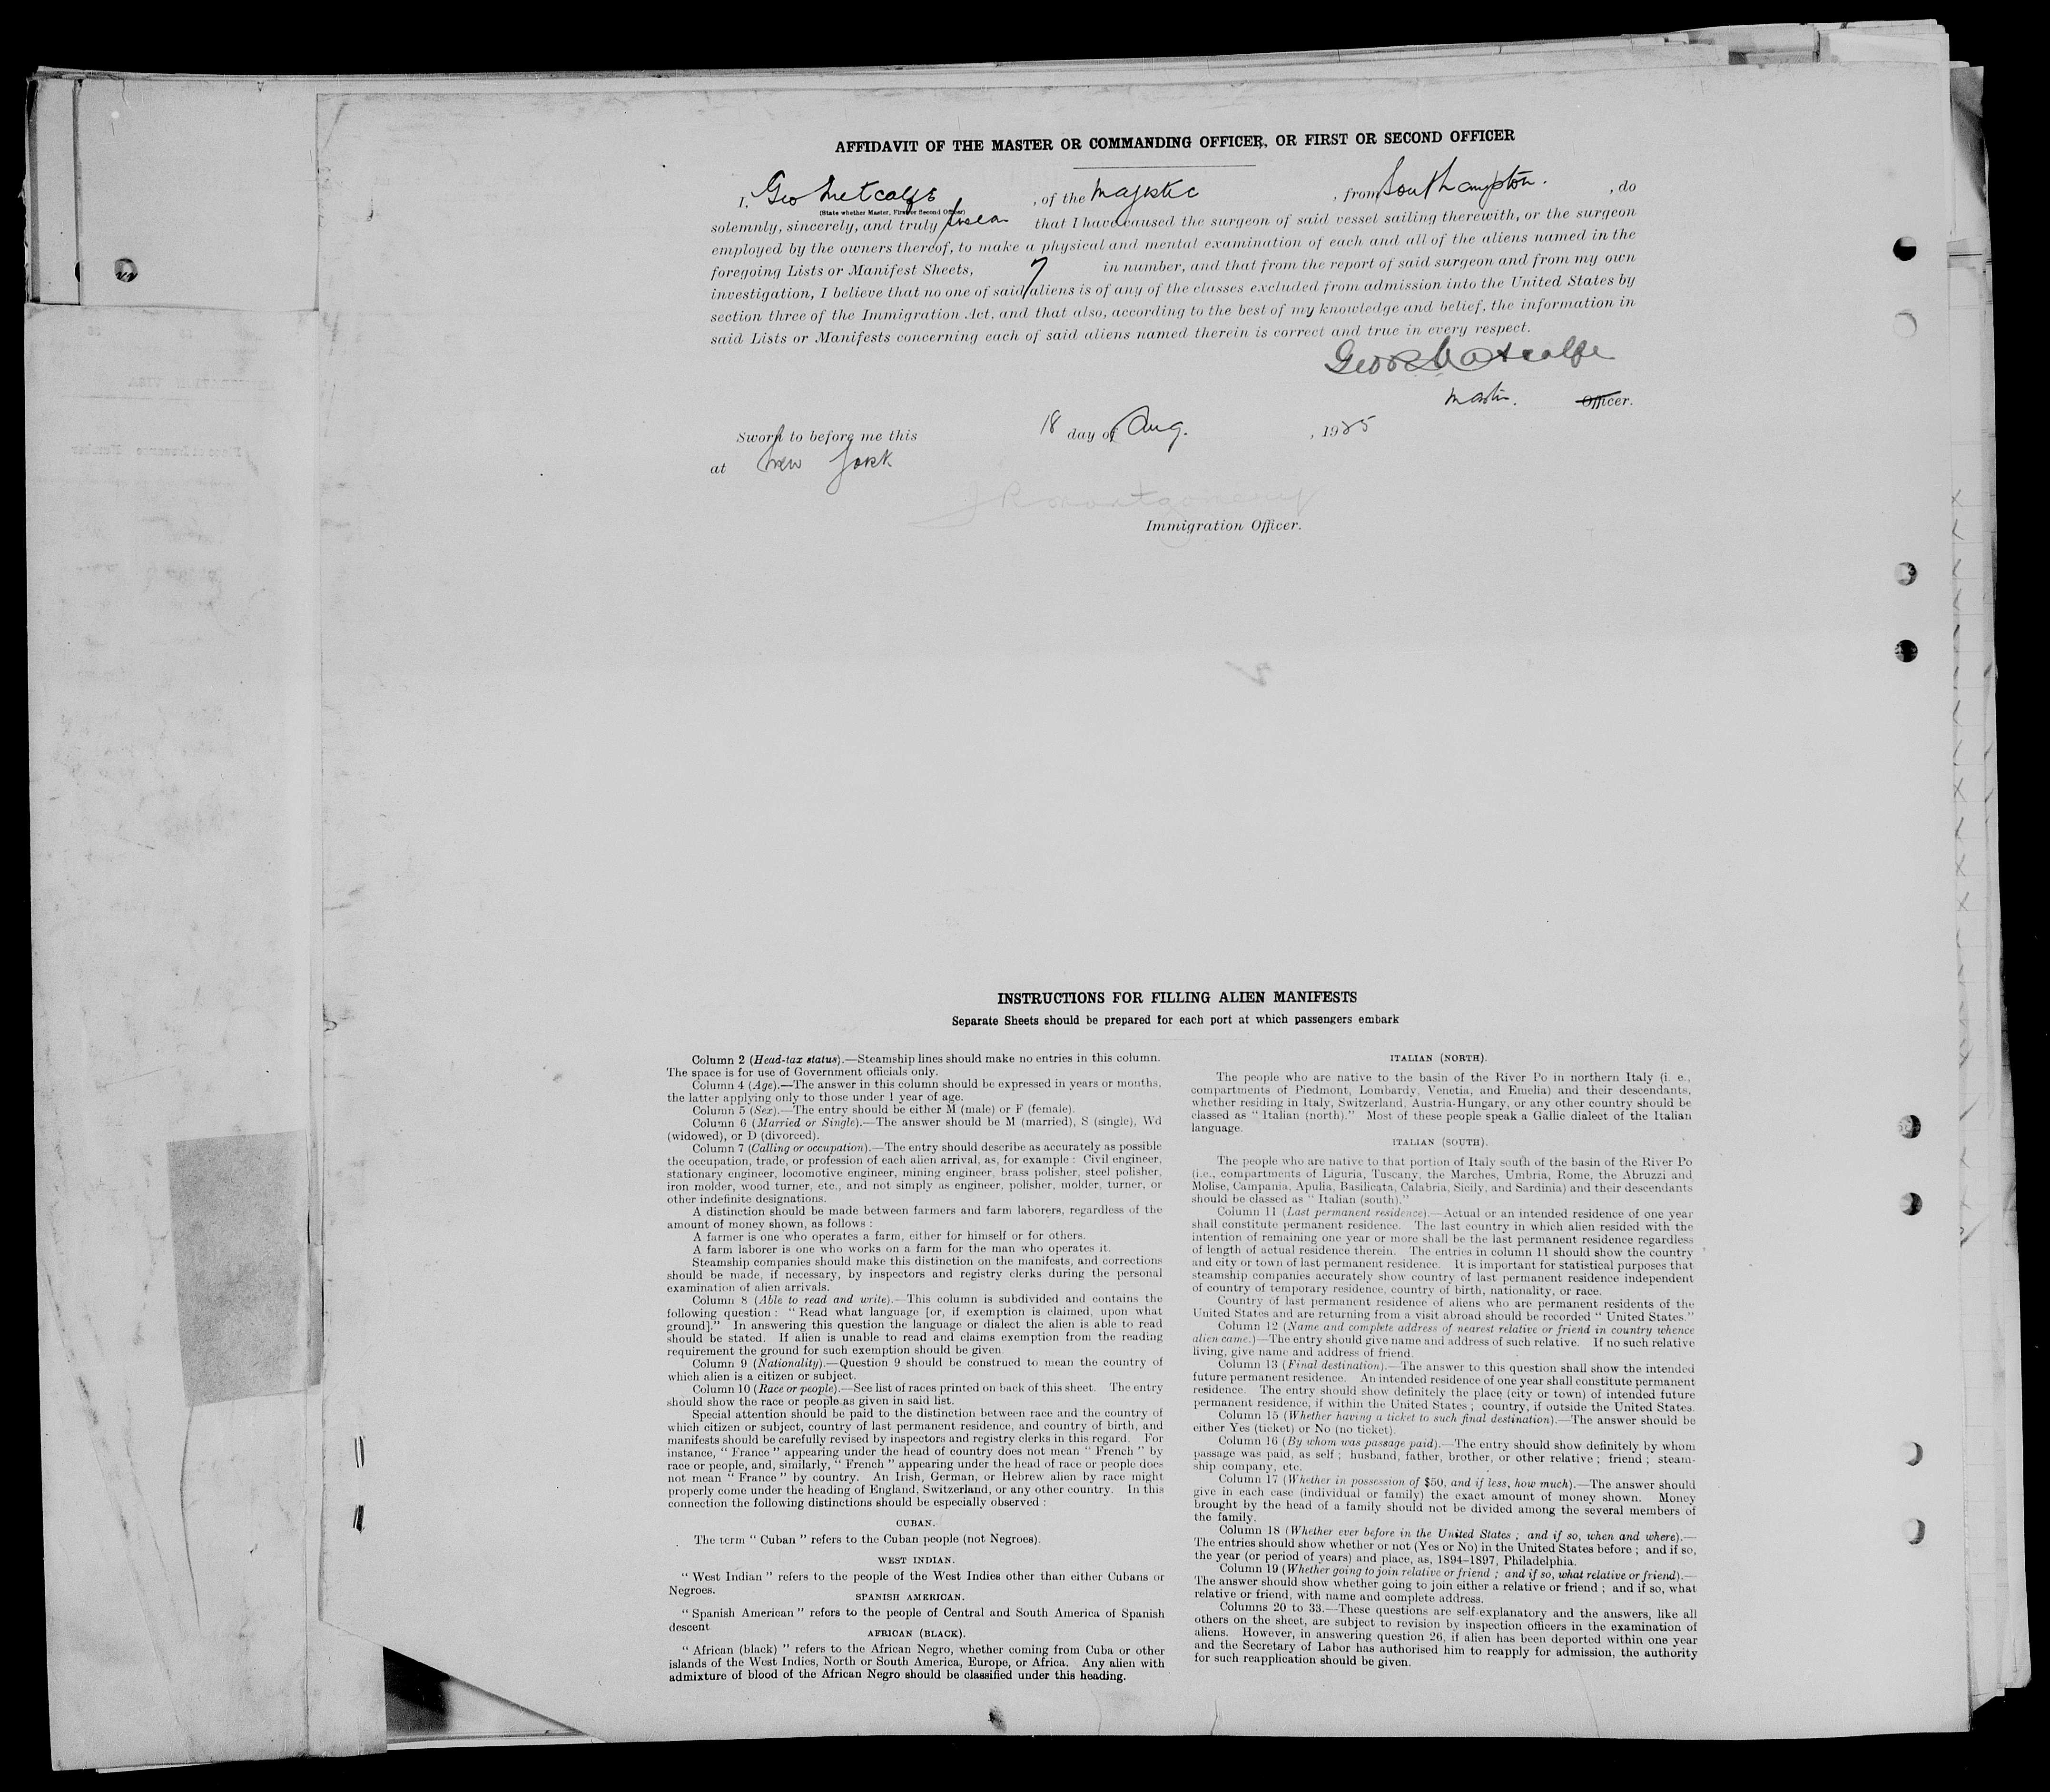 AFFIDAVIT OF THE MASTER OR COMMANDING OFFICER, OR FIRST OR SECOND OFFICER
I, Geo Metcalfe, of the Majestic, from Southampton., do
(State whether Master, First or Second Officer)
solemnly, sincerely, and truly swear that I have caused the surgeon of said vessel sailing therewith, or the surgeon
employed by the owners thereof, to make a physical and mental examination of each and all of the aliens named in the
foregoing Lists or Manifest Sheets, 7 in number, and that from the report of said surgeon and from my own
investigation, I believe that no one of said aliens is of any of the classes excluded from admission into the United States by
section three of the Immigration Act, and that also, according to the best of my knowledge and belief, the information in
said Lists or Manifests concerning each of said aliens named therein is correct and true in every respect.
Geo R Metcalfe
Master. Officer.
Sworn to before me this 18 day of Aug., 1925
at New York
J R Montgomery
Immigration Officer.
INSTRUCTIONS FOR FILLING ALIEN MANIFESTS
Separate Sheets should be prepared for each port at which passengers embark
Column 2 (Head-tax status).—Steamship lines should make no entries in this column.
The space is for use of Government officials only.
Column 4 (Age).—The answer in this column should be expressed in years or months,
the latter applying only to those under 1 year of age.
Column 5 (Sex).—The entry should be either M (male) or F (female).
Column 6 (Married or Single).—The answer should be M (married), S (single), Wd
(widowed), or D (divorced).
Column 7 (Calling or occupation).—The entry should describe as accurately as possible
the occupation, trade, or profession of each alien arrival, as, for example : Civil engineer,
stationary engineer, locomotive engineer, mining engineer, brass polisher, steel polisher,
iron molder, wood turner, etc., and not simply as engineer, polisher, molder, turner, or
other indefinite designations.
A distinction should be made between farmers and farm laborers, regardless of the
amount of money shown, as follows :
A farmer is one who operates a farm, either for himself or for others.
A farm laborer is one who works on a farm for the man who operates it.
Steamship companies should make this distinction on the manifests, and corrections
should be made, if necessary, by inspectors and registry clerks during the personal
examination of alien arrivals.
Column 8 (Able to read and write).—This column is subdivided and contains the
following question : " Read what language [or, if exemption is claimed, upon what
ground]." In answering this question the language or dialect the alien is able to read
should be stated. If alien is unable to read and claims exemption from the reading
requirement the ground for such exemption should be given.
Column 9 (Nationality).—Question 9 should be construed to mean the country of
which alien is a citizen or subject.
Column 10 (Race or people).—See list of races printed on back of this sheet. The entry
should show the race or people as given in said list.
Special attention should be paid to the distinction between race and the country of
which citizen or subject, country of last permanent residence, and country of birth, and
manifests should be carefully revised by inspectors and registry clerks in this regard. For
instance, " France " appearing under the head of country does not mean " French " by
race or people, and, similarly, " French " appearing under the head of race or people does
not mean " France " by country. An Irish, German, or Hebrew alien by race might
properly come under the heading of England, Switzerland, or any other country. In this
connection the following distinctions should be especially observed :
CUBAN.
The term " Cuban " refers to the Cuban people (not Negroes).
WEST INDIAN.
" West Indian " refers to the people of the West Indies other than either Cubans or
Negroes.
SPANISH AMERICAN.
" Spanish American " refers to the people of Central and South America of Spanish
descent
AFRICAN (BLACK).
" African (black) " refers to the African Negro, whether coming from Cuba or other
islands of the West Indies, North or South America, Europe, or Africa. Any alien with
admixture of blood of the African Negro should be classified under this heading.
ITALIAN (NORTH).
The people who are native to the basin of the River Po in northern Italy (i. e.,
compartments of Piedmont, Lombardy, Venetia, and Emelia) and their descendants,
whether residing in Italy, Switzerland, Austria-Hungary, or any other country should be
classed as " Italian (north)." Most of these people speak a Gallic dialect of the Italian
language.
ITALIAN (SOUTH).
The people who are native to that portion of Italy south of the basin of the River Po
(i.e., compartments of Liguria, Tuscany, the Marches, Umbria, Rome, the Abruzzi and
Molise, Campania, Apulia, Basilicata, Calabria, Sicily, and Sardinia) and their descendants
should be classed as " Italian (south)."
Column 11 (Last permanent residence).—Actual or an intended residence of one year
shall constitute permanent residence. The last country in which alien resided with the
intention of remaining one year or more shall be the last permanent residence regardless
of length of actual residence therein. The entries in column 11 should show the country
and city or town of last permanent residence. It is important for statistical purposes that
steamship companies accurately show country of last permanent residence independent
of country of temporary residence, country of birth, nationality, or race.
Country of last permanent residence of aliens who are permanent residents of the
United States and are returning from a visit abroad should be recorded " United States."
Column 12 (Name and complete address of nearest relative or friend in country whence
alien came.)—The entry should give name and address of such relative. If no such relative
living, give name and address of friend.
Column 13 (Final destination).—The answer to this question shall show the intended
future permanent residence. An intended residence of one year shall constitute permanent
residence. The entry should show definitely the place (city or town) of intended future
permanent residence, if within the United States ; country, if outside the United States.
Column 15 (Whether having a ticket to such final destination).—The answer should be
either Yes (ticket) or No (no ticket).
Column 16 (By whom was passage paid).—The entry should show definitely by whom
passage was paid, as self ; husband, father, brother, or other relative ; friend ; steam-
ship company, etc.
Column 17 (Whether in possession of $50, and if less, how much).—The answer should
give in each case (individual or family) the exact amount of money shown. Money
brought by the head of a family should not be divided among the several members of
the family.
Column 18 (Whether ever before in the United States ; and if so, when and where).—
The entries should show whether or not (Yes or No) in the United States before ; and if so,
the year (or period of years) and place, as, 1894–1897, Philadelphia.
Column 19 (Whether going to join relative or friend ; and if so, what relative or friend).—
The answer should show whether going to join either a relative or friend ; and if so, what
relative or friend, with name and complete address.
Columns 20 to 33.—These questions are self-explanatory and the answers, like all
others on the sheet, are subject to revision by inspection officers in the examination of
aliens. However, in answering question 26, if alien has been deported within one year
and the Secretary of Labor has authorised him to reapply for admission, the authority
for such reapplication should be given.